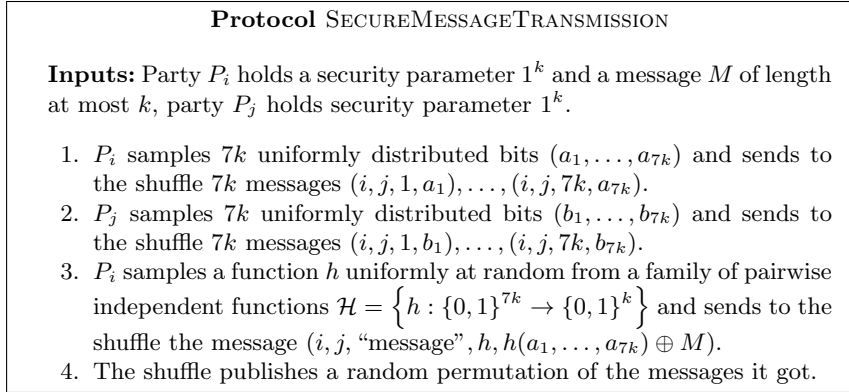 Protocol SECUREMESSAGETRANSMISSION
Inputs: Party P_i holds a security parameter 1^k and a message M of length
at most k, party P_j holds security parameter 1^k.
1. P_i samples 7k uniformly distributed bits (a_1, . . . , a_{7k}) and sends to
the shuffle 7k messages (i, j, 1, a_1), . . . , (i, j, 7k, a_{7k}).
2. P_j samples 7k uniformly distributed bits (b_1, . . . , b_{7k}) and sends to
the shuffle 7k messages (i, j, 1, b_1), . . . , (i, j, 7k, b_{7k}).
3. P_i samples a function h uniformly at random from a family of pairwise
independent functions ℋ = {h : {0, 1}^{7k} → {0, 1}^k} and sends to the
shuffle the message (i, j, “message”, h, h(a_1, . . . , a_{7k}) ⊕ M).
4. The shuffle publishes a random permutation of the messages it got.